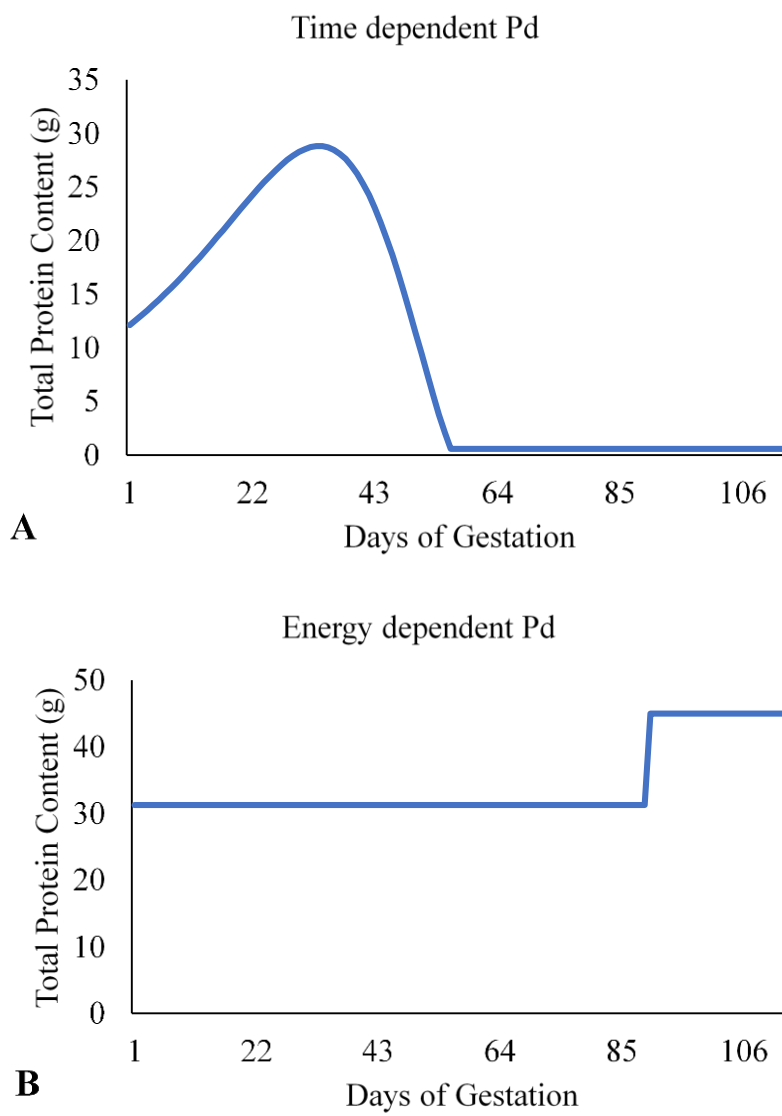 Time dependent Pd
Total Protein Content (g)
35
30
25
20
15
10
5
0
1 22 43 64 85 106
Days of Gestation
A
Energy dependent Pd
Total Protein Content (g)
50
40
30
20
10
0
1 22 43 64 85 106
Days of Gestation
B